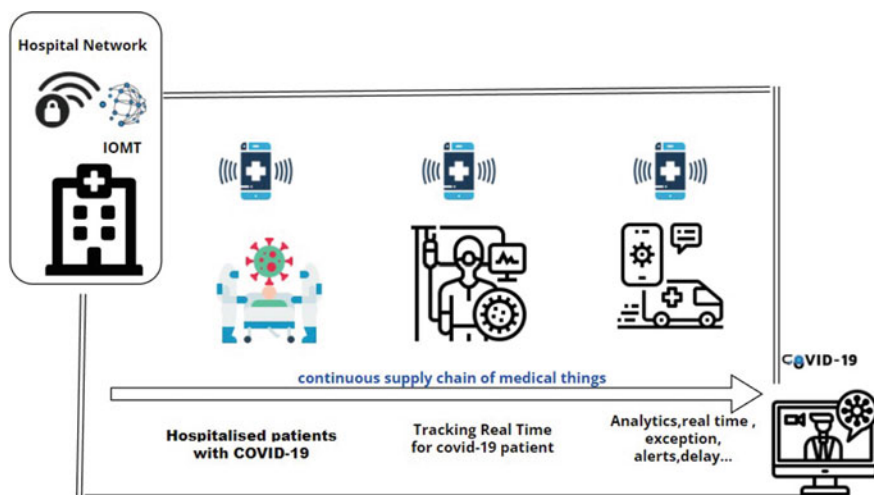 Hospital Network
IOMT
COVID-19
continuous supply chain of medical things
Hospitalised patients
with COVID-19
Tracking Real Time
for covid-19 patient
Analytics,real time ,
exception,
alerts,delay...